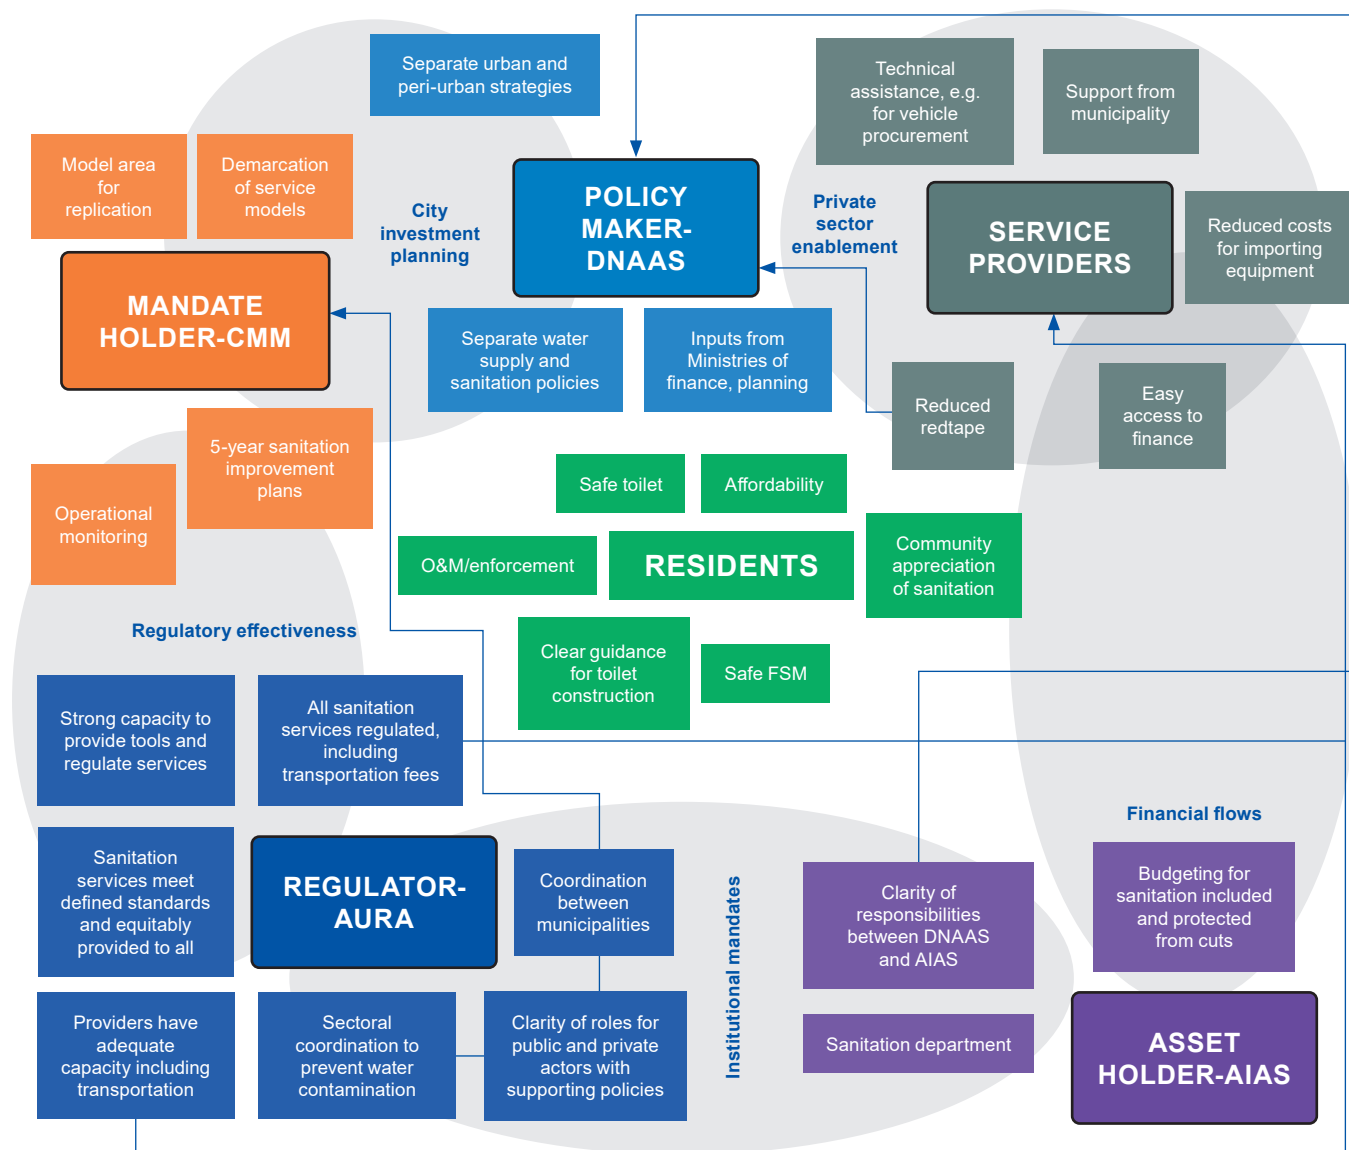 Separate urban and
peri-urban strategies
Technical
assistance, e.g.
for vehicle
procurement
Support from
municipality
Model area
for
replication
Demarcation
of service
models
City
investment
planning
POLICY
MAKER-
DNAAS
Private
sector
enablement
SERVICE
PROVIDERS
Reduced costs
for importing
equipment
MANDATE
HOLDER-CMM
Separate water
supply and
sanitation policies
Inputs from
Ministries of
finance, planning
Reduced
redtape
Easy
access to
finance
5-year sanitation
improvement
plans
Operational
monitoring
Safe toilet
Affordability
O&M/enforcement
RESIDENTS
Community
appreciation
of sanitation
Clear guidance
for toilet
construction
Safe FSM
Regulatory effectiveness
Strong capacity to
provide tools and
regulate services
All sanitation
services regulated,
including
transportation fees
Sanitation
services meet
defined standards
and equitably
provided to all
REGULATOR-
AURA
Coordination
between
municipalities
Institutional mandates
Clarity of
responsibilities
between DNAAS
and AIAS
Financial flows
Budgeting for
sanitation included
and protected
from cuts
Providers have
adequate
capacity including
transportation
Sectoral
coordination to
prevent water
contamination
Clarity of roles for
public and private
actors with
supporting policies
Sanitation department
ASSET
HOLDER-AIAS